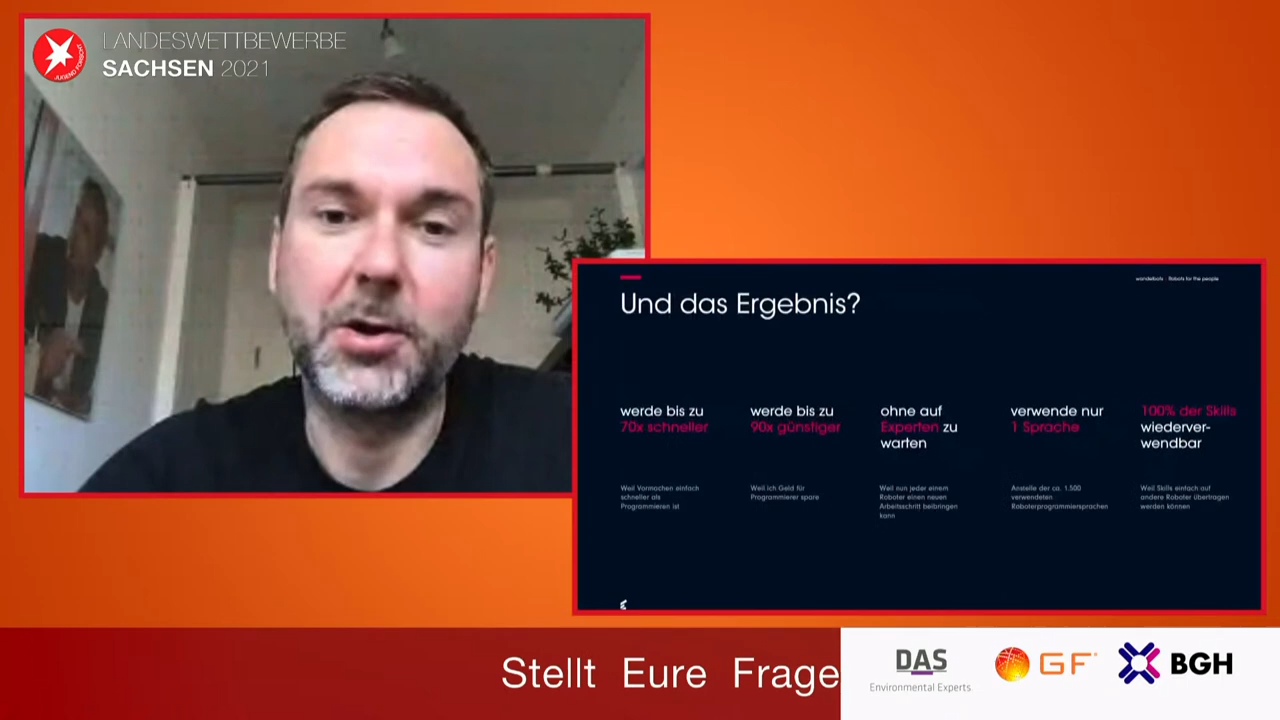 LANDESWETTBEWERBE
SACHSEN 2021
JUGEND FORSCHT
wandelbots Robots for the people
Und das Ergebnis?
werde bis zu
70x schneller
Weil Vormachen einfach
schneller als
Programmieren ist
werde bis zu
90x günstiger
Weil ich Geld für
Programmierer spare
ohne auf
Experten zu
warten
Weil nun jeder einem
Roboter einen neuen
Arbeitsschritt beibringen
kann
verwende nur
1 Sprache
Anstelle der ca. 1.500
verwendeten
Roboterprogrammiersprachen
100% der Skills
wiederver-
wendbar
Weil Skills einfach auf
andere Roboter übertragen
werden können
Stellt Eure Frage
DAS
Environmental Experts
GF
BGH